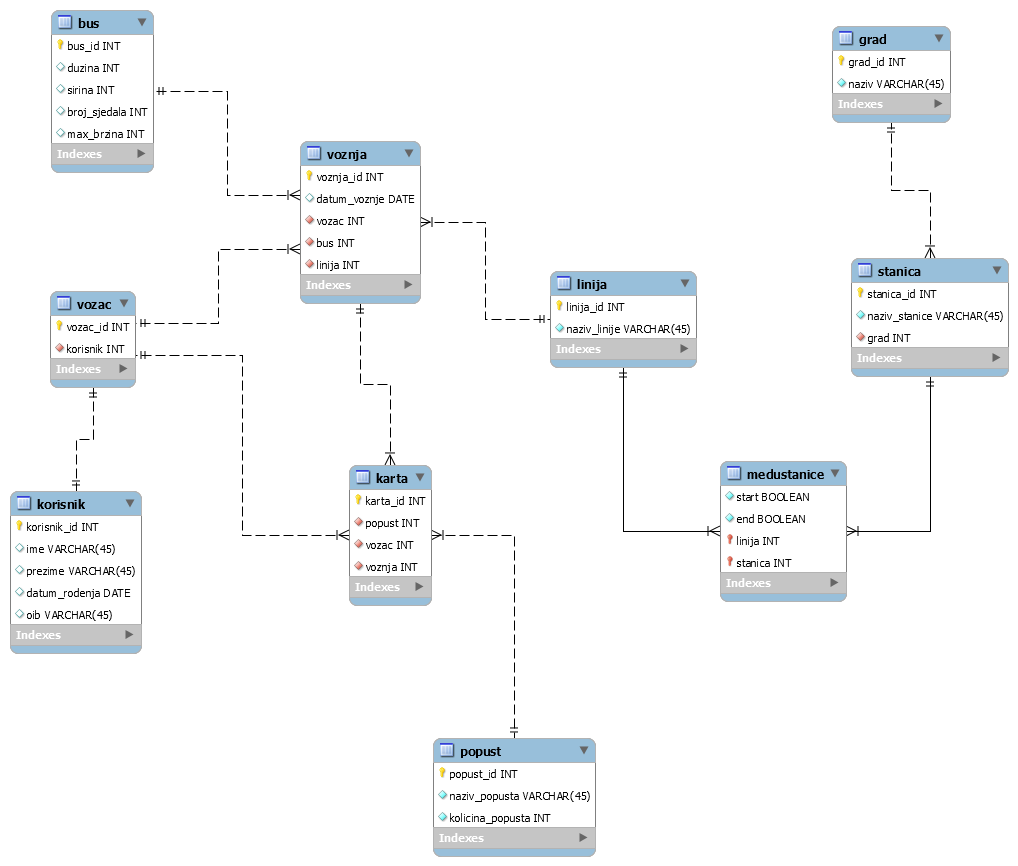 bus
bus_id INT
duzina INT
sirina INT
broj_sjedala INT
max_brzina INT
Indexes
grad
grad_id INT
naziv VARCHAR(45)
Indexes
voznja
voznja_id INT
datum_voznje DATE
vozac INT
bus INT
linija INT
Indexes
linija
linija_id INT
naziv_linije VARCHAR(45)
Indexes
stanica
stanica_id INT
naziv_stanice VARCHAR(45)
grad INT
Indexes
vozac
vozac_id INT
korisnik INT
Indexes
korisnik
korisnik_id INT
ime VARCHAR(45)
prezime VARCHAR(45)
datum_rodenja DATE
oib VARCHAR(45)
Indexes
karta
karta_id INT
popust INT
vozac INT
voznja INT
Indexes
medustanice
start BOOLEAN
end BOOLEAN
linija INT
stanica INT
Indexes
popust
popust_id INT
naziv_popusta VARCHAR(45)
kolicina_popusta INT
Indexes